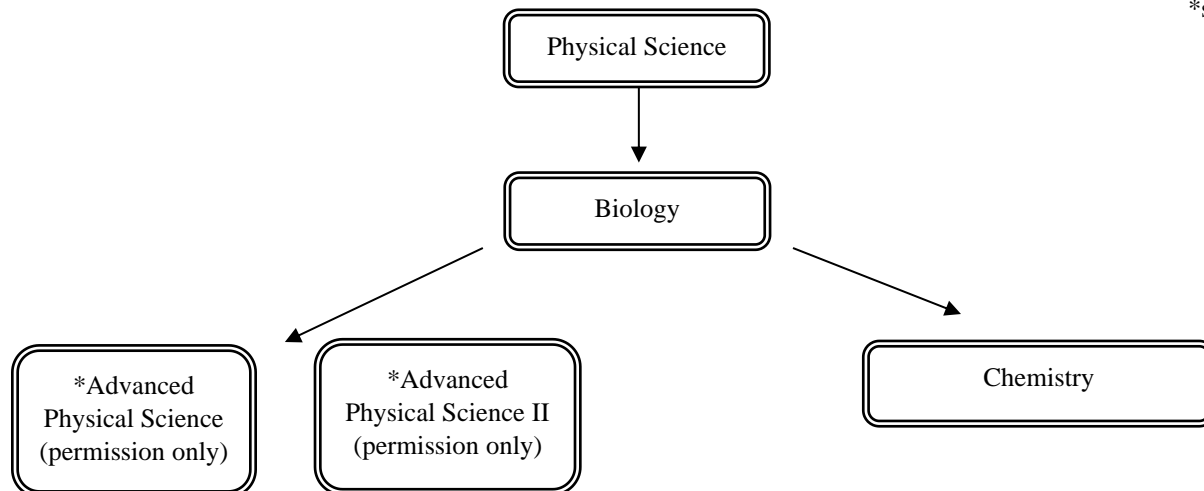 Physical Science
Biology
*Advanced
Physical Science
(permission only)
*Advanced
Physical Science II
(permission only)
Chemistry